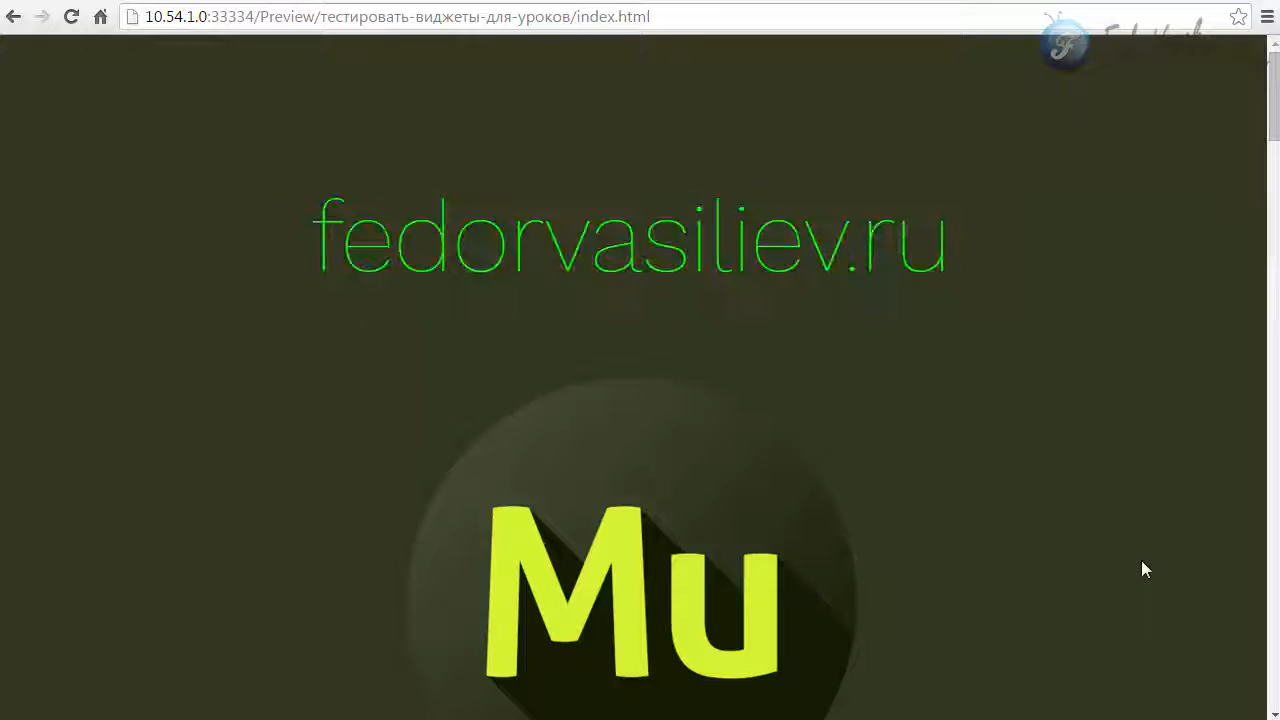 10.54.1.0:33334/Preview/тестировать-виджеты-для-уроков/index.html
fedorvasiliev.ru
Mu